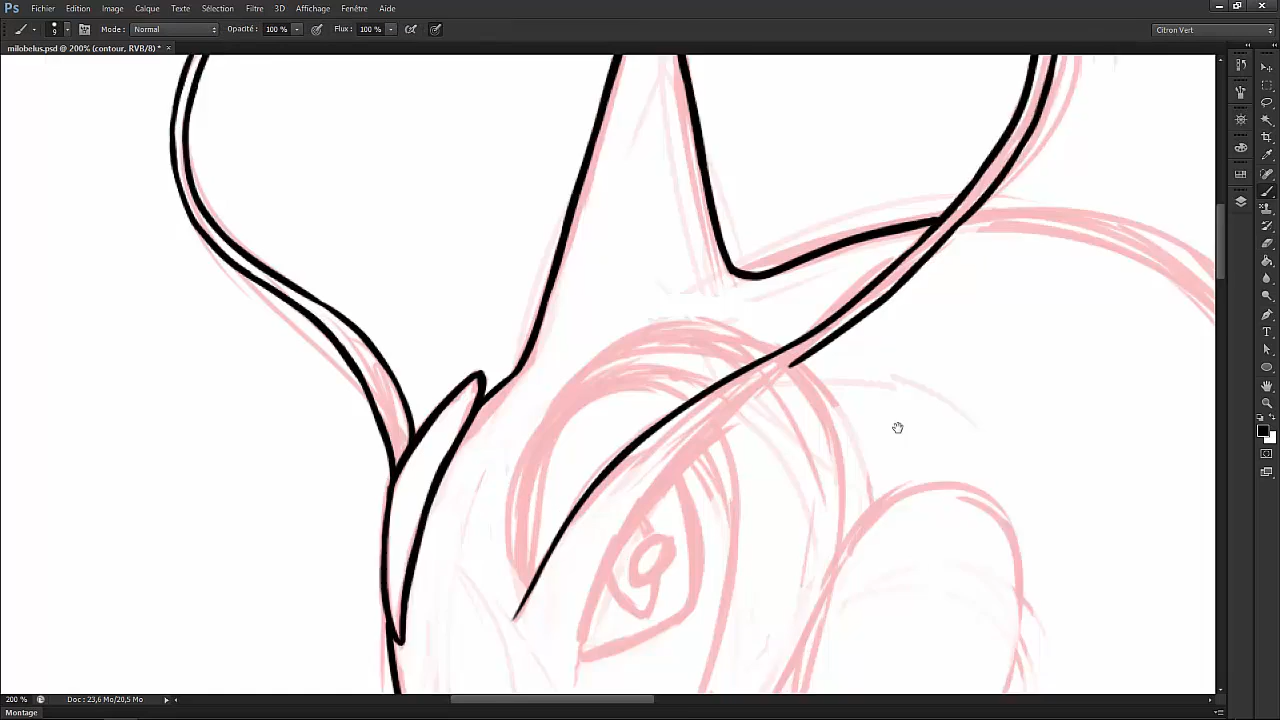 Ps Fichier Edition Image Calque Texte Sélection Filtre 3D Affichage Fenêtre Aide
9 Mode : Normal Opacité : 100 % Flux : 100 % Citron Vert
milobelus.psd @ 200% (contour, RVB/8) * ×
200 % Doc : 23,6 Mo/20,5 Mo
Montage